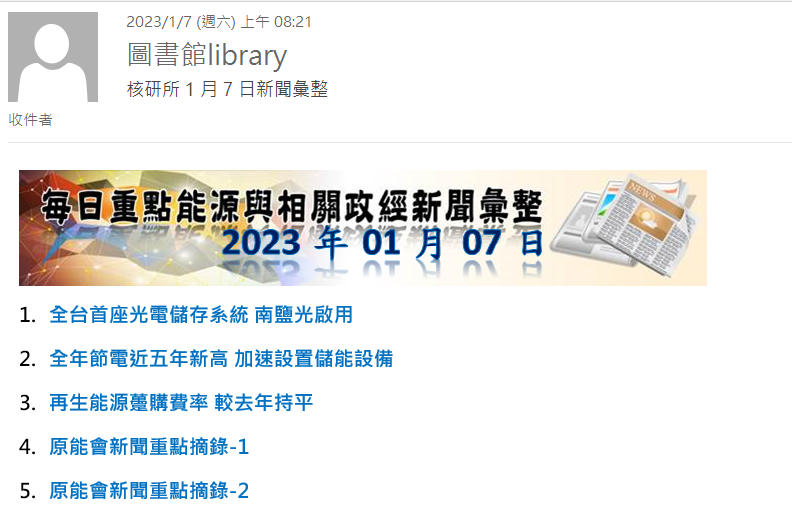 2023/1/7 (週六) 上午 08:21
圖書館library
核研所 1 月 7 日新聞彙整
收件者
每日重點能源與相關政經新聞彙整
NEWS
2023 年 01 月 07 日
1. 全台首座光電儲存系統 南鹽光啟用
2. 全年節電近五年新高 加速設置儲能設備
3. 再生能源躉購費率 較去年持平
4. 原能會新聞重點摘錄-1
5. 原能會新聞重點摘錄-2